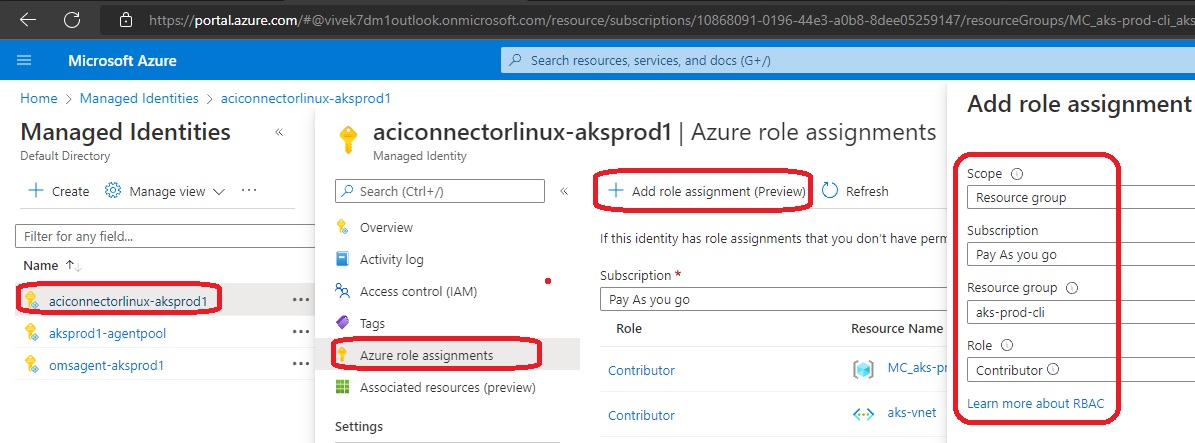 https://portal.azure.com/#@vivek7dm1outlook.onmicrosoft.com/resource/subscriptions/10868091-0196-44e3-a0b8-8dee05259147/resourceGroups/MC_aks-prod-cli_aks
Microsoft Azure
Search resources, services, and docs (G+/)
Home > Managed Identities > aciconnectorlinux-aksprod1
Managed Identities
Default Directory
+ Create
Manage view
...
Filter for any field...
Name
aciconnectorlinux-aksprod1
...
aksprod1-agentpool
...
omsagent-aksprod1
...
aciconnectorlinux-aksprod1 | Azure role assignments
Managed Identity
Search (Ctrl+/)
Overview
Activity log
Access control (IAM)
Tags
Azure role assignments
Associated resources (preview)
Settings
+ Add role assignment (Preview)
Refresh
If this identity has role assignments that you don't have perm
Subscription *
Pay As you go
Role
Resource Name
Contributor
MC_aks-pr
Contributor
aks-vnet
Add role assignment
Scope
Resource group
Subscription
Pay As you go
Resource group
aks-prod-cli
Role
Contributor
Learn more about RBAC